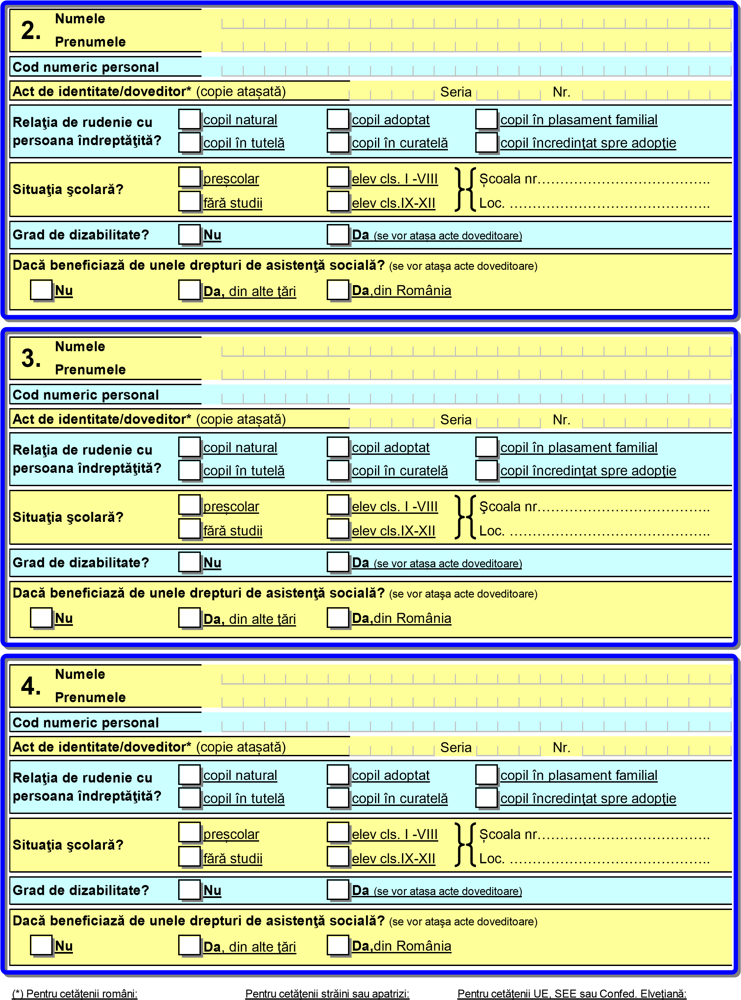 2. Numele
Prenumele
Cod numeric personal
Act de identitate/doveditor* (copie atașată) Seria Nr.
Relaţia de rudenie cu persoana îndreptăţită?
copil natural copil adoptat copil în plasament familial
copil în tutelă copil în curatelă copil încredinţat spre adopţie
Situaţia şcolară?
preșcolar elev cls. I -VIII Școala nr.......................................
fără studii elev cls.IX-XII Loc. .............................................
Grad de dizabilitate? Nu Da (se vor atașa acte doveditoare)
Dacă beneficiază de unele drepturi de asistenţă socială? (se vor ataşa acte doveditoare)
Nu Da, din alte ţări Da,din România
3. Numele
Prenumele
Cod numeric personal
Act de identitate/doveditor* (copie atașată) Seria Nr.
Relaţia de rudenie cu persoana îndreptăţită?
copil natural copil adoptat copil în plasament familial
copil în tutelă copil în curatelă copil încredinţat spre adopţie
Situaţia şcolară?
preșcolar elev cls. I -VIII Şcoala nr.......................................
fără studii elev cls.IX-XII Loc. .............................................
Grad de dizabilitate? Nu Da (se vor atașa acte doveditoare)
Dacă beneficiază de unele drepturi de asistenţă socială? (se vor ataşa acte doveditoare)
Nu Da, din alte ţări Da,din România
4. Numele
Prenumele
Cod numeric personal
Act de identitate/doveditor* (copie atașată) Seria Nr.
Relaţia de rudenie cu persoana îndreptăţită?
copil natural copil adoptat copil în plasament familial
copil în tutelă copil în curatelă copil încredinţat spre adopţie
Situaţia şcolară?
preșcolar elev cls. I -VIII Școala nr.......................................
fără studii elev cls.IX-XII Loc. .............................................
Grad de dizabilitate? Nu Da (se vor atașa acte doveditoare)
Dacă beneficiază de unele drepturi de asistenţă socială? (se vor ataşa acte doveditoare)
Nu Da, din alte ţări Da,din România
(*) Pentru cetăţenii români: Pentru cetăţenii străini sau apatrizi: Pentru cetăţenii UE, SEE sau Confed. Elveţiană: